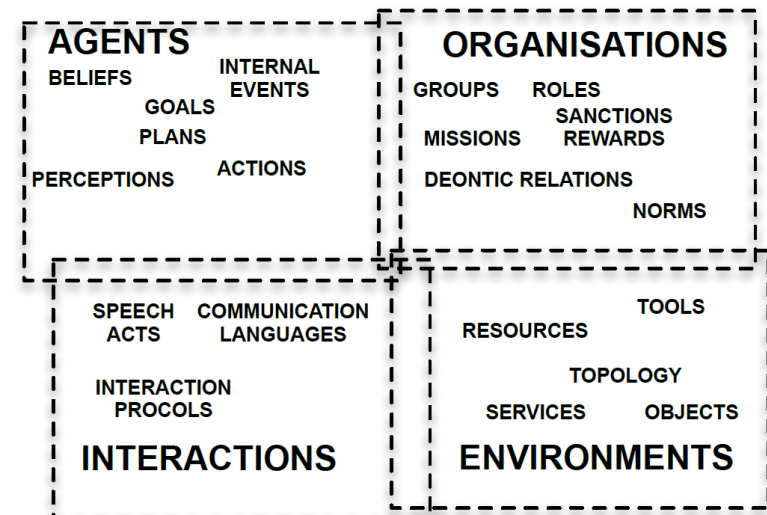 AGENTS
BELIEFS
INTERNAL
EVENTS
GOALS
PLANS
PERCEPTIONS
ACTIONS
ORGANISATIONS
GROUPS
ROLES
SANCTIONS
MISSIONS
REWARDS
DEONTIC RELATIONS
NORMS
SPEECH
ACTS
COMMUNICATION
LANGUAGES
INTERACTION
PROCOLS
INTERACTIONS
TOOLS
RESOURCES
TOPOLOGY
SERVICES
OBJECTS
ENVIRONMENTS